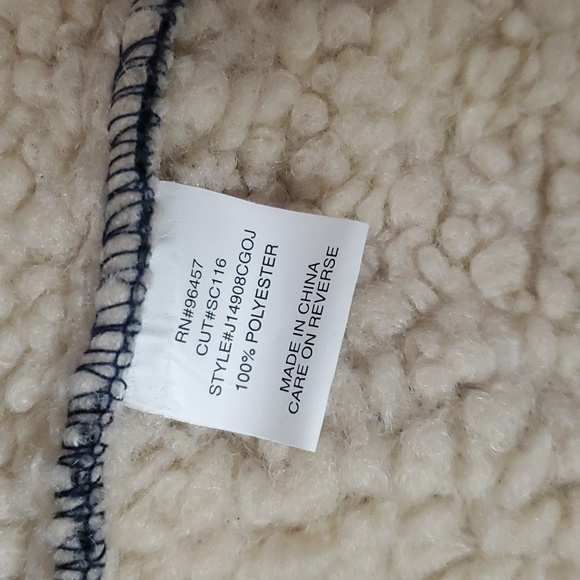 RN#96457
CUT#SC116
STYLE#J14908CGOJ
100% POLYESTER
MADE IN CHINA
CARE ON REVERSE